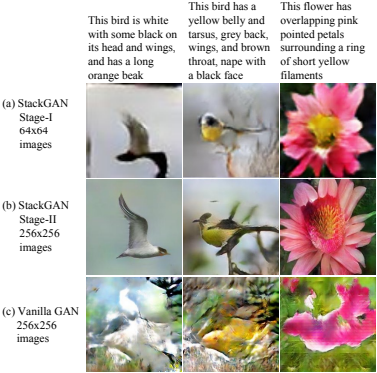 This bird is white
with some black on
its head and wings,
and has a long
orange beak
This bird has a
yellow belly and
tarsus, grey back,
wings, and brown
throat, nape with
a black face
This flower has
overlapping pink
pointed petals
surrounding a ring
of short yellow
filaments
(a) StackGAN
Stage-I
64x64
images
(b) StackGAN
Stage-II
256x256
images
(c) Vanilla GAN
256x256
images